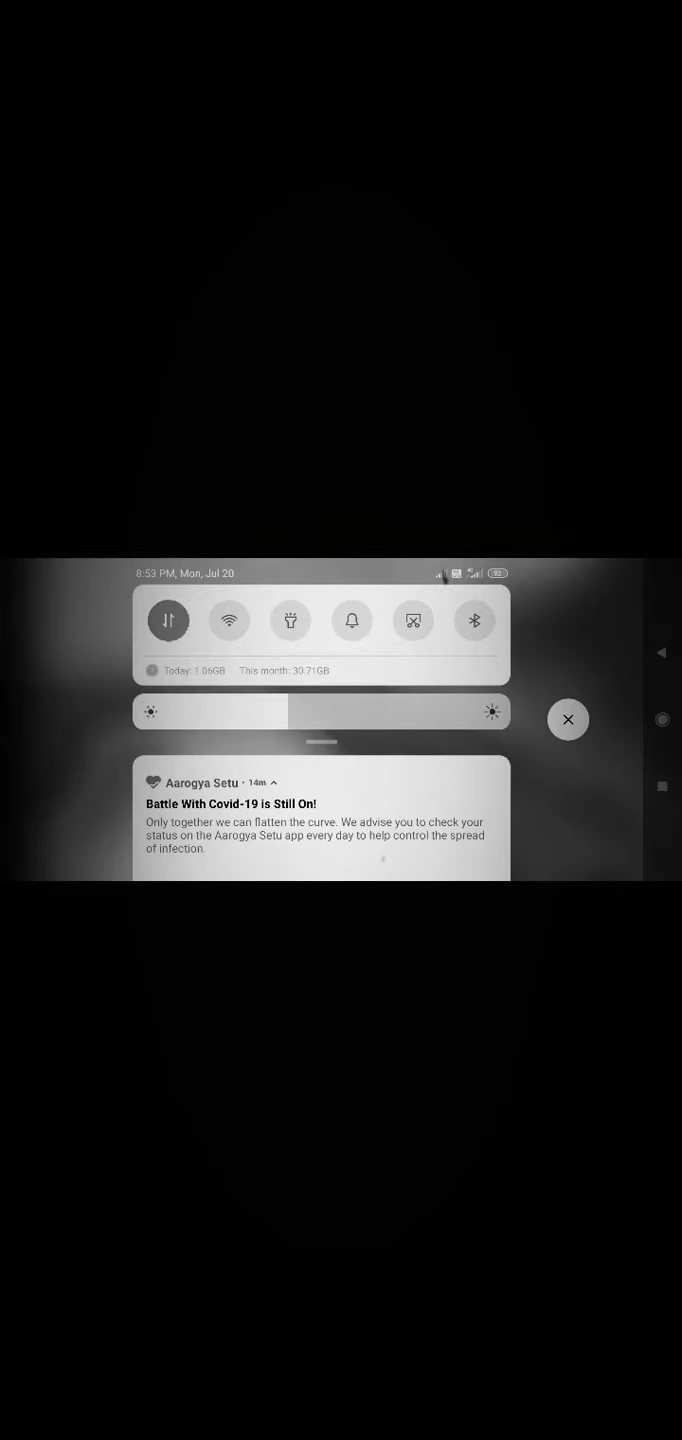 8:53 PM, Mon, Jul 20
92
Today: 1.06GB This month: 30.71GB
Aarogya Setu · 14m
Battle With Covid-19 is Still On!
Only together we can flatten the curve. We advise you to check your
status on the Aarogya Setu app every day to help control the spread
of infection.